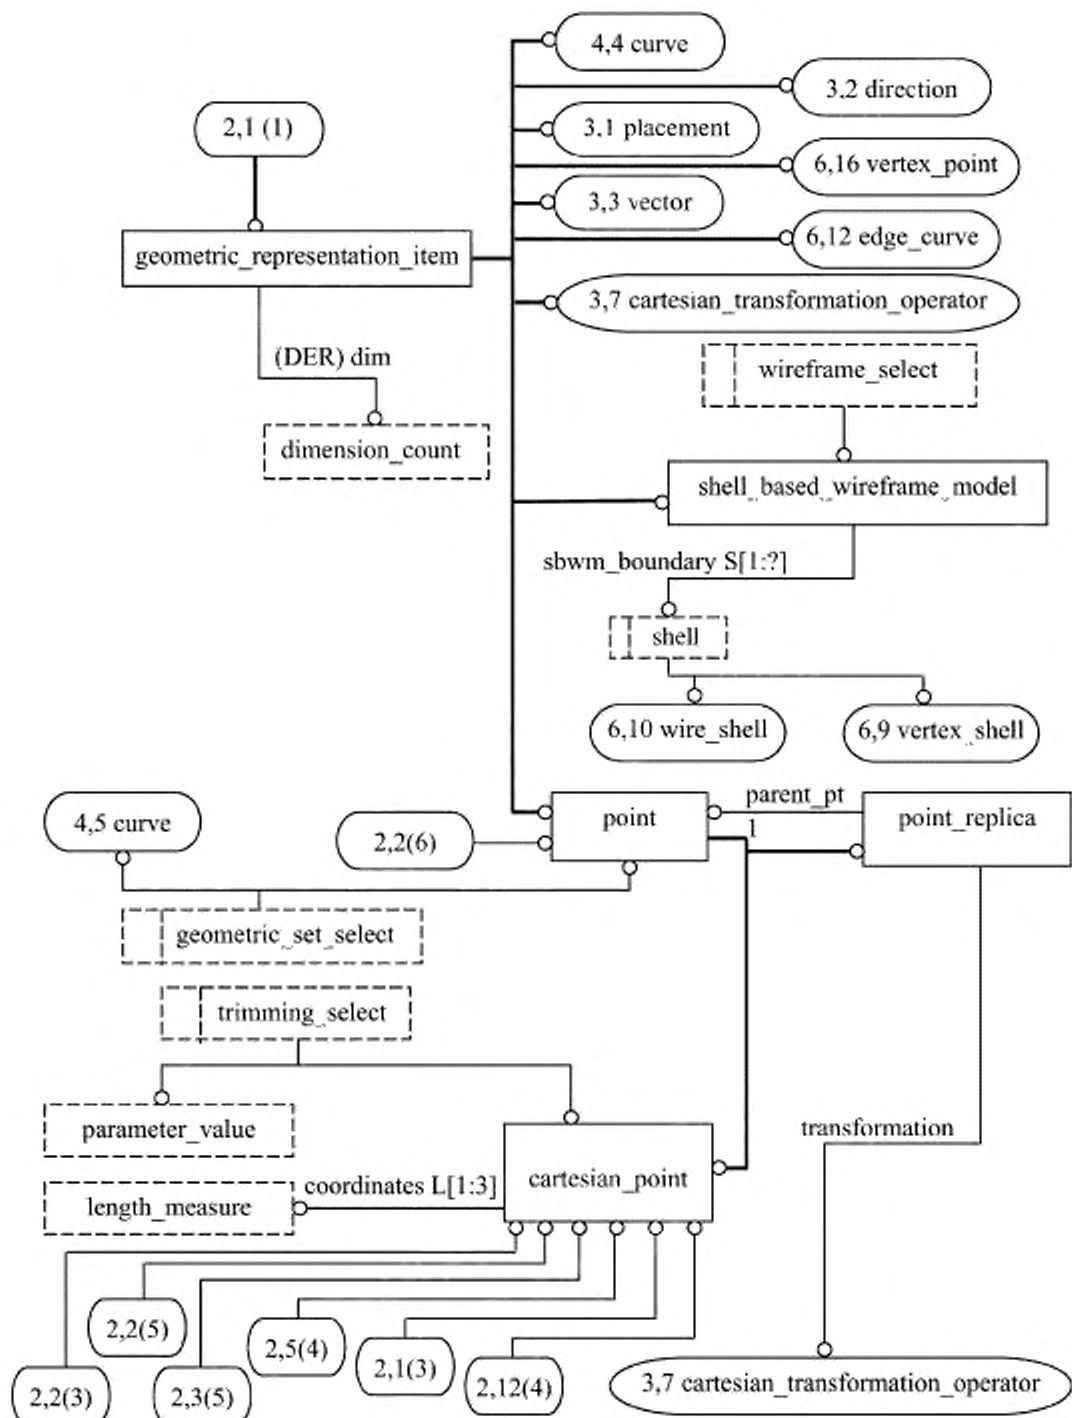 4,4 curve
3,2 direction
2,1 (1)
3,1 placement
6,16 vertex_point
3,3 vector
6,12 edge_curve
geometric_representation_item
3,7 cartesian_transformation_operator
(DER) dim
wireframe_select
dimension_count
shell_based_wireframe_model
sbwm_boundary S[1:?]
shell
6,10 wire_shell
6,9 vertex_shell
parent_pt
4,5 curve
point
point_replica
1
2,2(6)
geometric_set_select
trimming_select
parameter_value
transformation
cartesian_point
coordinates L[1:3]
length_measure
2,2(5)
2,5(4)
2,1(3)
2,12(4)
2,2(3)
2,3(5)
3,7 cartesian_transformation_operator